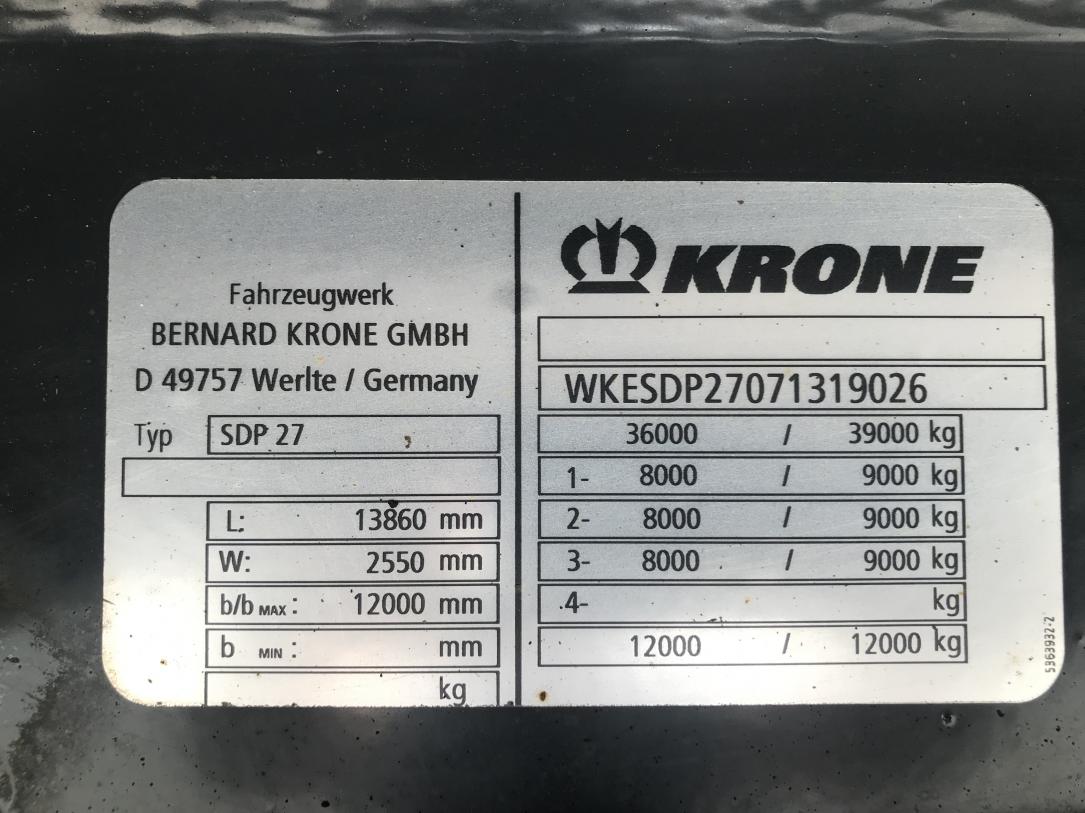 Fahrzeugwerk
BERNARD KRONE GMBH
D 49757 Werlte / Germany
Typ SDP 27
L: 13860 mm
W: 2550 mm
b/b MAX : 12000 mm
b MIN : mm
kg
KRONE
WKESDP27071319026
36000 / 39000 kg
1- 8000 / 9000 kg
2- 8000 / 9000 kg
3- 8000 / 9000 kg
4- kg
12000 / 12000 kg
5363932-2